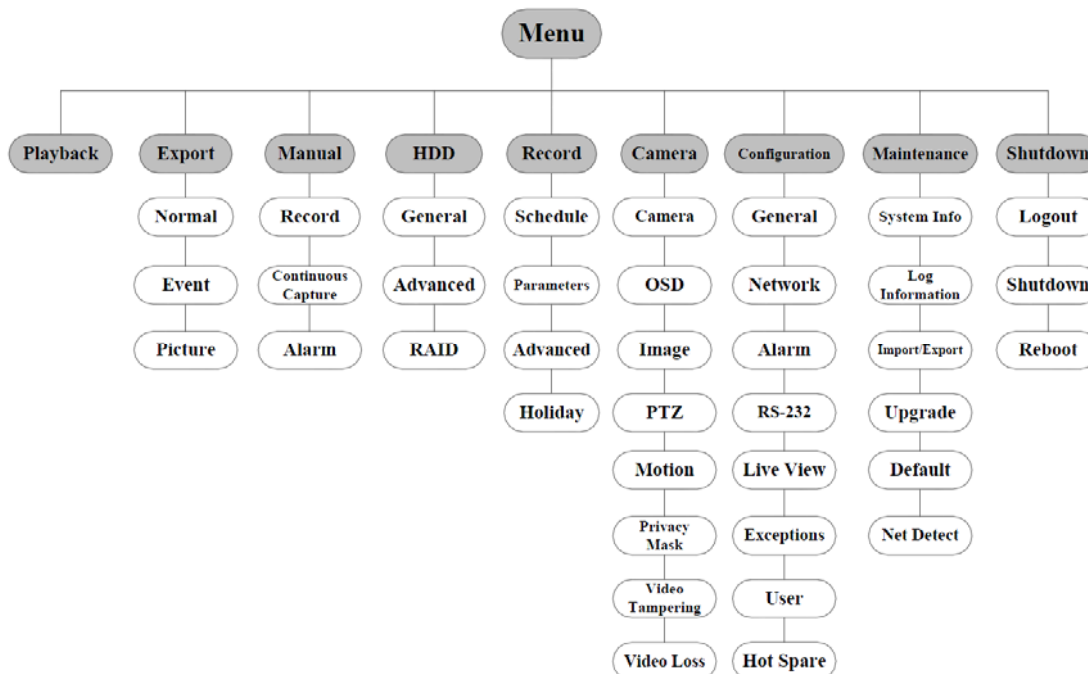 Menu
Playback
Export
Manual
HDD
Record
Camera
Configuration
Maintenance
Shutdown
Normal
Record
General
Schedule
Camera
General
System Info
Logout
Event
Continuous
Capture
Advanced
Parameters
OSD
Network
Log
Information
Shutdown
Picture
Alarm
RAID
Advanced
Image
Alarm
Import/Export
Reboot
Holiday
PTZ
RS-232
Upgrade
Motion
Live View
Default
Privacy
Mask
Exceptions
Net Detect
Video
Tampering
User
Video Loss
Hot Spare